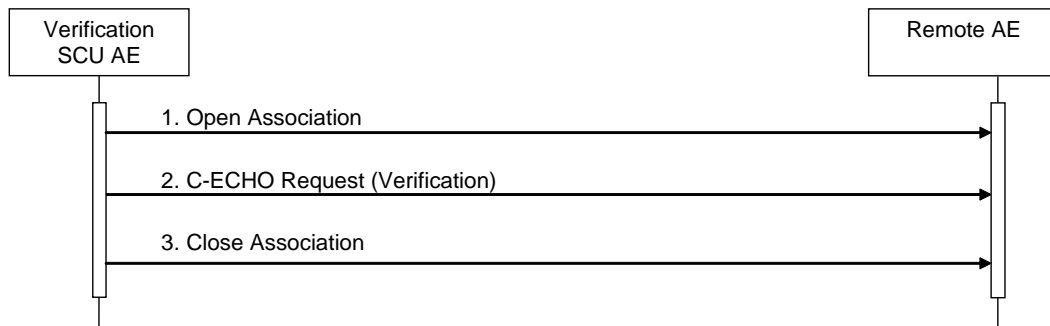 Verification
SCU AE
Remote AE
1. Open Association
2. C-ECHO Request (Verification)
3. Close Association